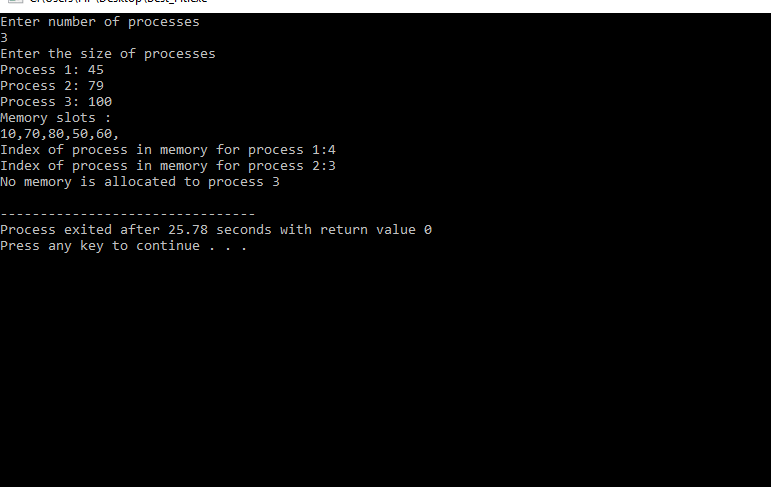 Enter number of processes
3
Enter the size of processes
Process 1: 45
Process 2: 79
Process 3: 100
Memory slots :
10,70,80,50,60,
Index of process in memory for process 1:4
Index of process in memory for process 2:3
No memory is allocated to process 3
--------------------------------
Process exited after 25.78 seconds with return value 0
Press any key to continue . . .